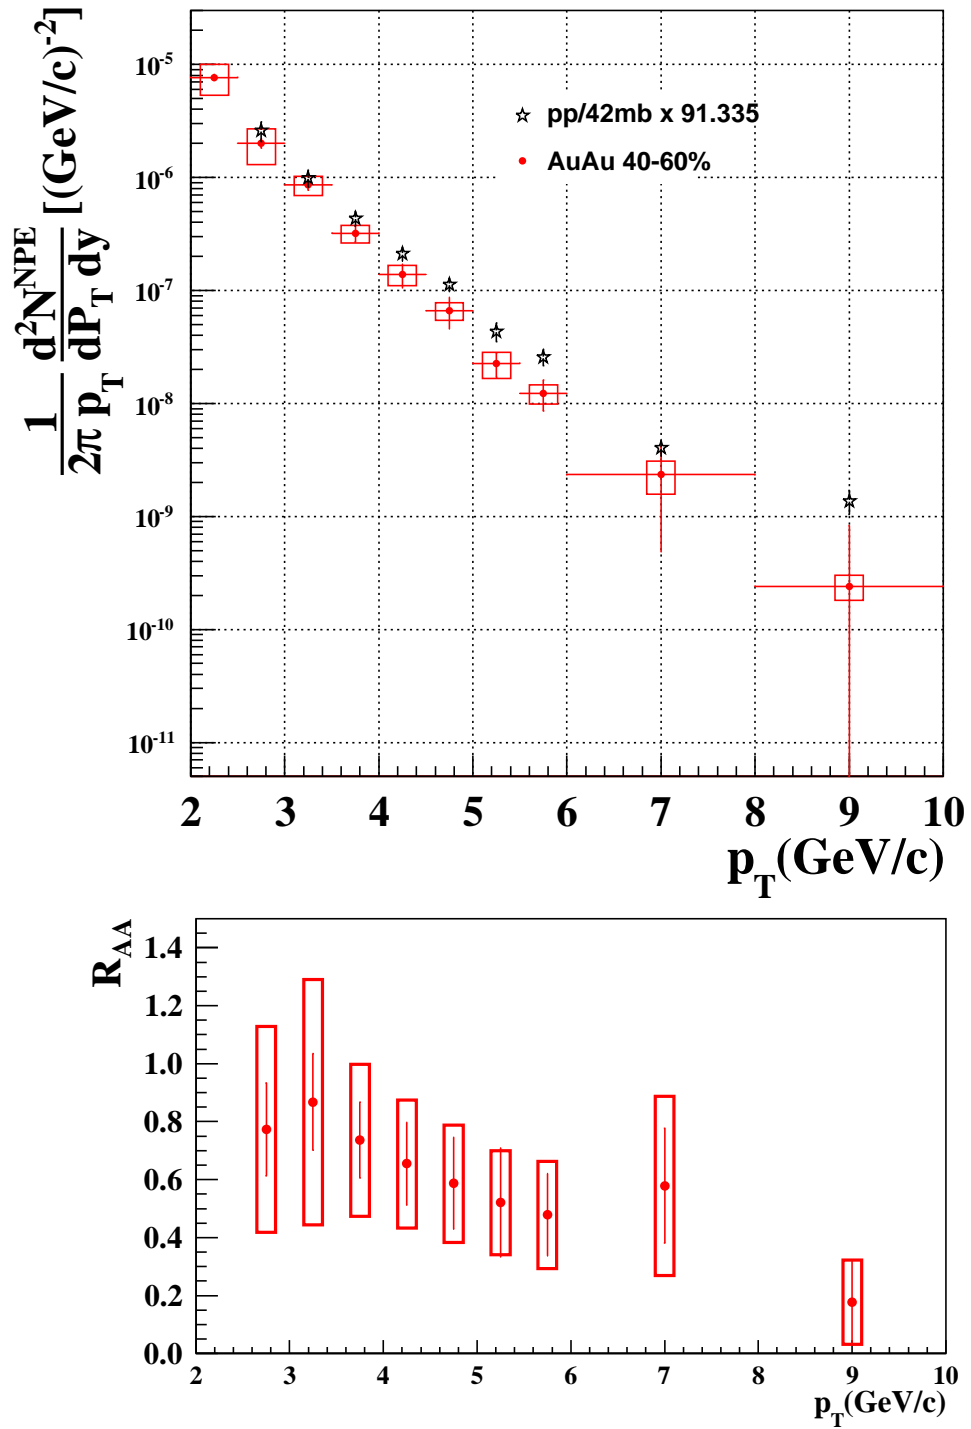 1/(2π p_T) d²N^NPE/(dP_T dy) [(GeV/c)^-2]
10^-5
pp/42mb x 91.335
AuAu 40-60%
10^-6
10^-7
10^-8
10^-9
10^-10
10^-11
2 3 4 5 6 7 8 9 10
p_T(GeV/c)
R_AA
1.4
1.2
1.0
0.8
0.6
0.4
0.2
0.0
2 3 4 5 6 7 8 9 10
p_T(GeV/c)